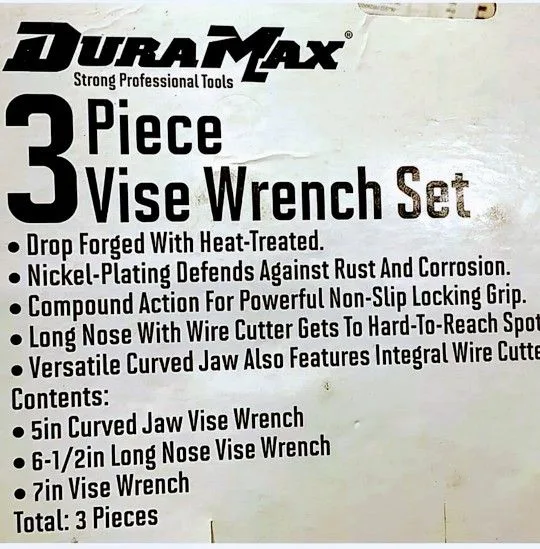 DURAMAX®
Strong Professional Tools
3 Piece
Vise Wrench Set
• Drop Forged With Heat-Treated.
• Nickel-Plating Defends Against Rust And Corrosion.
• Compound Action For Powerful Non-Slip Locking Grip.
• Long Nose With Wire Cutter Gets To Hard-To-Reach Spot
• Versatile Curved Jaw Also Features Integral Wire Cutte
Contents:
• 5in Curved Jaw Vise Wrench
• 6-1/2in Long Nose Vise Wrench
• 7in Vise Wrench
Total: 3 Pieces